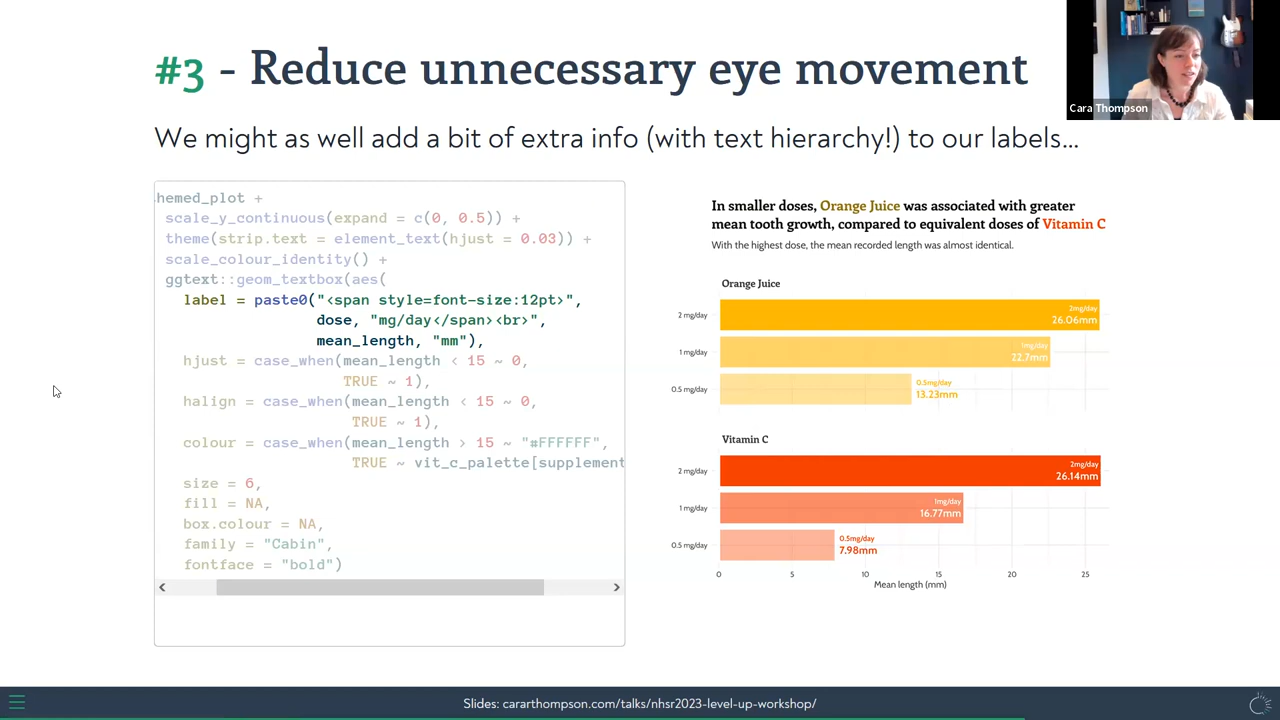 #3 - Reduce unnecessary eye movement
Cara Thompson
We might as well add a bit of extra info (with text hierarchy!) to our labels...
hemed_plot +
scale_y_continuous(expand = c(0, 0.5)) +
theme(strip.text = element_text(hjust = 0.03)) +
scale_colour_identity() +
ggtext::geom_textbox(aes(
label = paste0("<span style=font-size:12pt>",
dose, "mg/day</span><br>",
mean_length, "mm"),
hjust = case_when(mean_length < 15 ~ 0,
TRUE ~ 1),
halign = case_when(mean_length < 15 ~ 0,
TRUE ~ 1),
colour = case_when(mean_length > 15 ~ "#FFFFFF",
TRUE ~ vit_c_palette[supplement
size = 6,
fill = NA,
box.colour = NA,
family = "Cabin",
fontface = "bold")
In smaller doses, Orange Juice was associated with greater
mean tooth growth, compared to equivalent doses of Vitamin C
With the highest dose, the mean recorded length was almost identical.
Orange Juice
2 mg/day
2mg/day
26.06mm
1 mg/day
1mg/day
22.7mm
0.5 mg/day
0.5mg/day
13.23mm
Vitamin C
2 mg/day
2mg/day
26.14mm
1 mg/day
1mg/day
16.77mm
0.5 mg/day
0.5mg/day
7.98mm
0 5 10 15 20 25
Mean length (mm)
Slides: cararthompson.com/talks/nhsr2023-level-up-workshop/